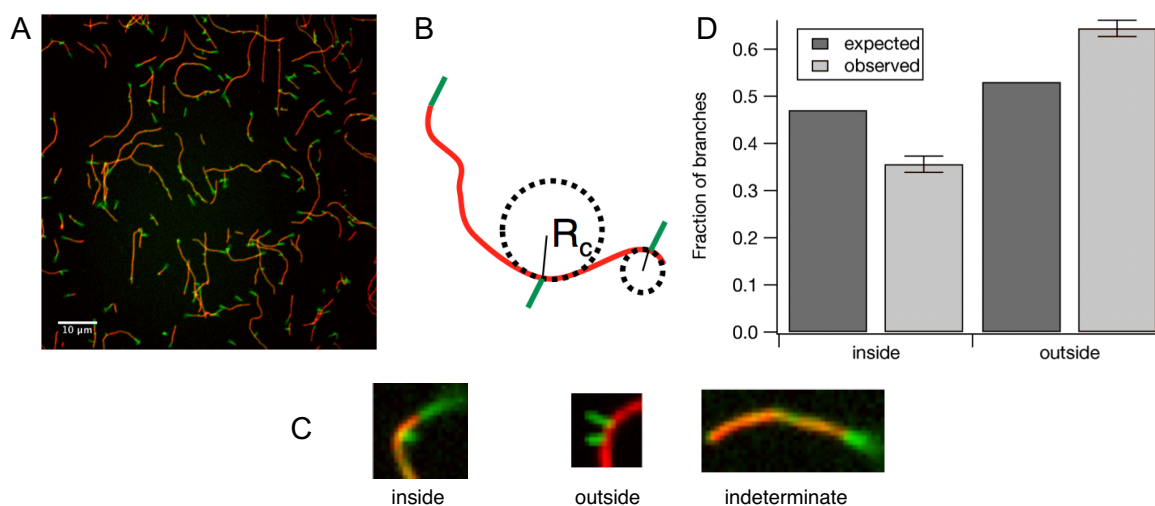 A
10 μm
B
Rc
C
inside
outside
indeterminate
D
Fraction of branches
0.6
0.5
0.4
0.3
0.2
0.1
0.0
expected
observed
inside
outside